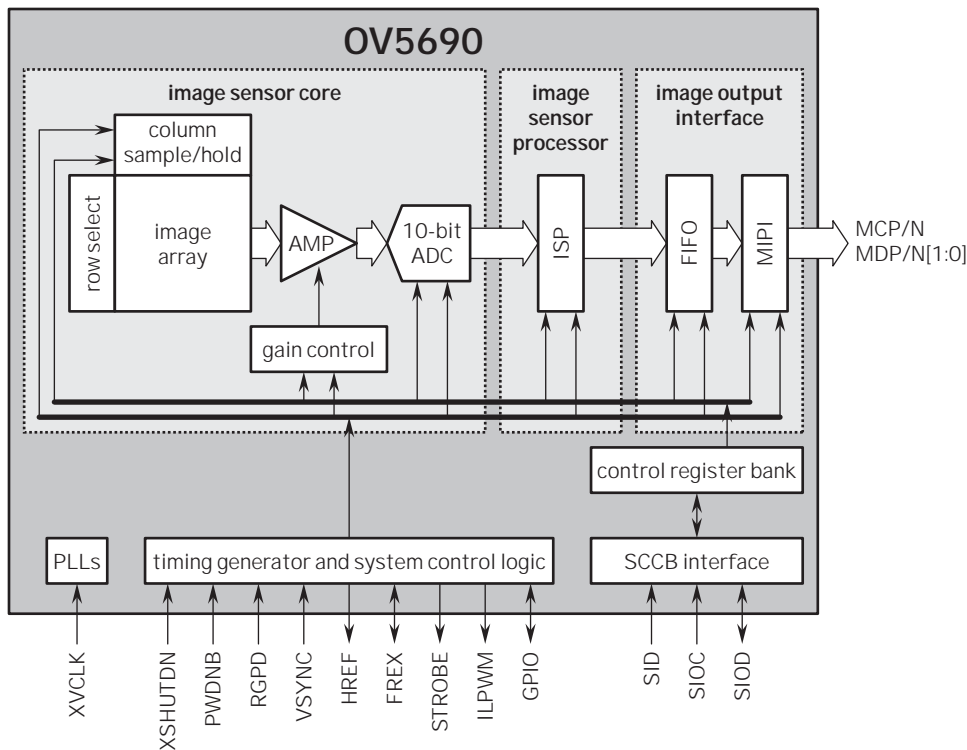 OV5690
image sensor core
image
sensor
processor
image output
interface
column
sample/hold
row select
image
array
AMP
10-bit
ADC
ISP
FIFO
MIPI
MCP/N
MDP/N[1:0]
gain control
control register bank
PLLs
timing generator and system control logic
SCCB interface
XVCLK
XSHUTDN
PWDNB
RGPD
VSYNC
HREF
FREX
STROBE
ILPWM
GPIO
SID
SIOC
SIOD